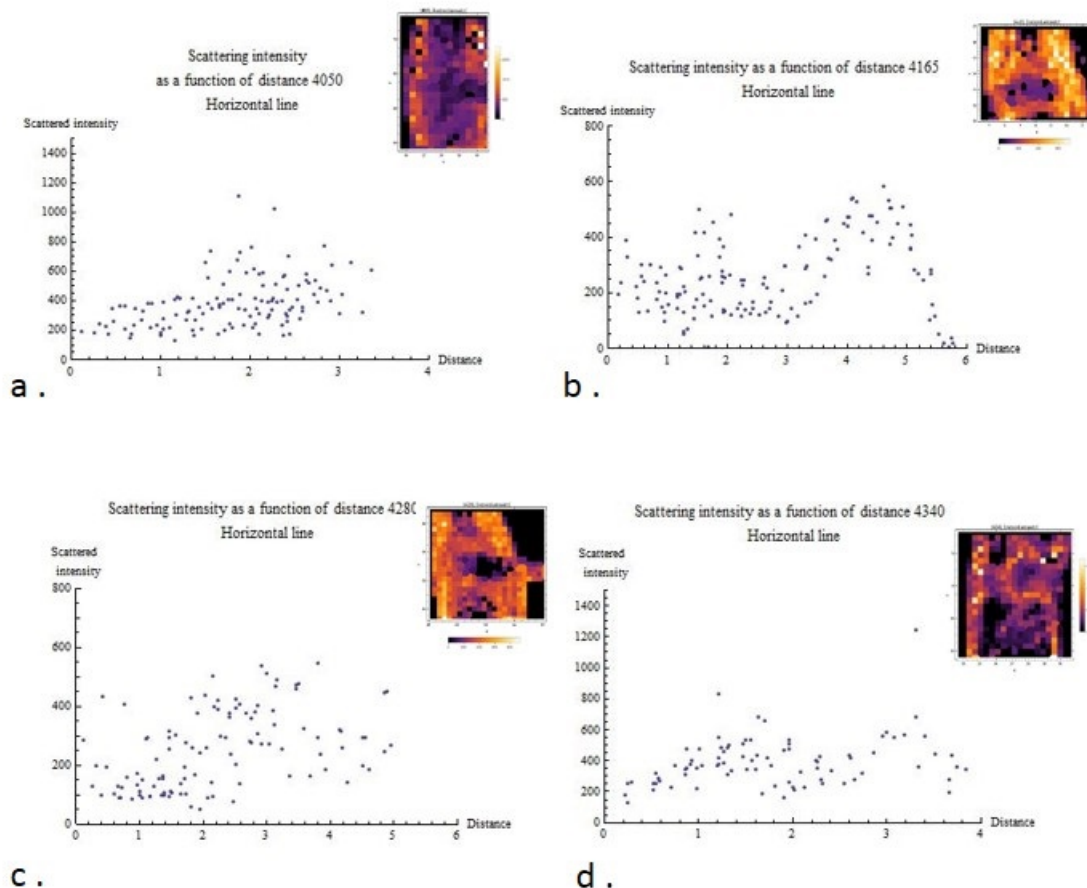 Scattering intensity
as a function of distance 4050
Horizontal line
Scattered intensity
1400
1200
1000
800
600
400
200
0
0 1 2 3 4
Distance
a .
Scattering intensity as a function of distance 4165
Horizontal line
Scattered intensity
800
600
400
200
0
0 1 2 3 4 5 6
Distance
b .
Scattering intensity as a function of distance 428
Horizontal line
Scattered
intensity
800
600
400
200
0
0 1 2 3 4 5 6
Distance
c .
Scattering intensity as a function of distance 4340
Horizontal line
Scattered
intensity
1400
1200
1000
800
600
400
200
0
0 1 2 3 4
Distance
d .